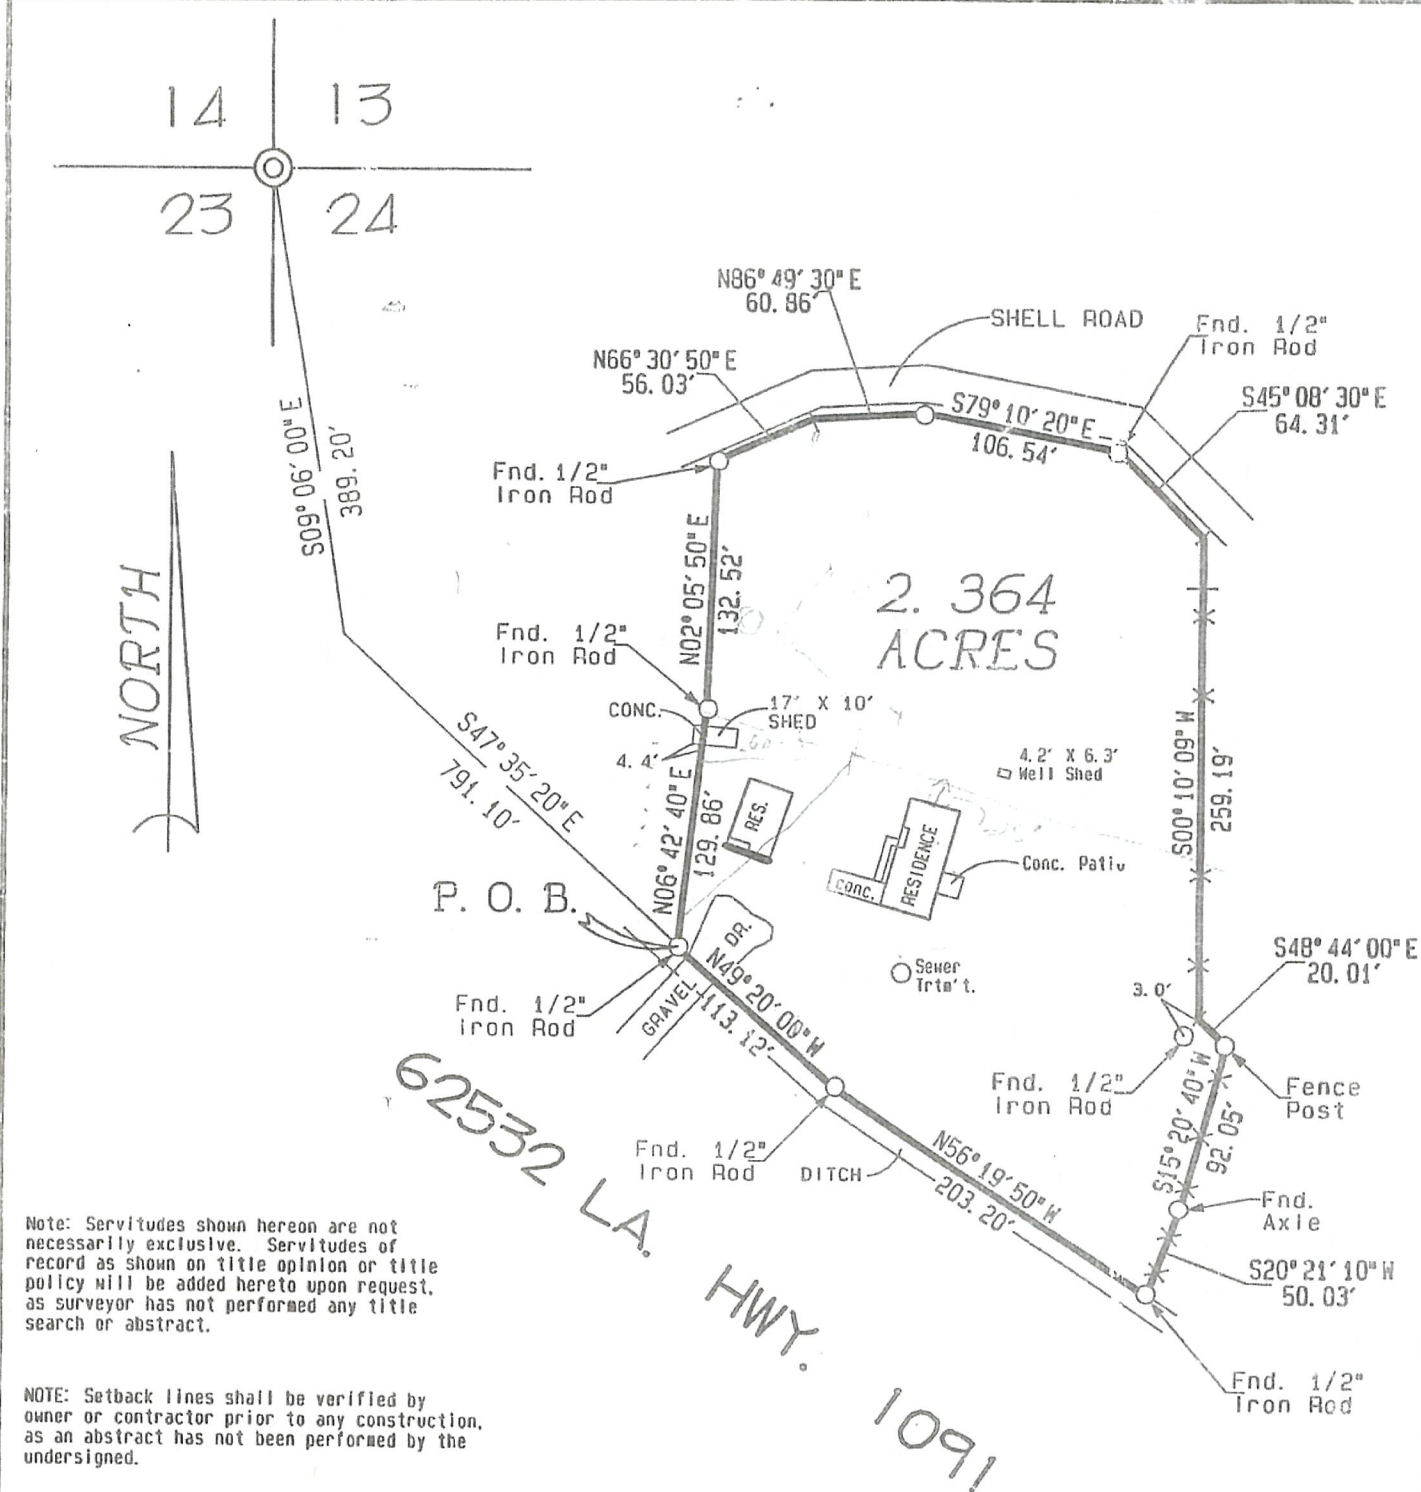 14 13
23 24
N86° 49′ 30" E
60. 86′
SHELL ROAD
Fnd. 1/2"
Iron Rod
N66° 30′ 50" E
56. 03′
S45° 08′ 30" E
64. 31′
S79° 10′ 20" E
106. 54′
Fnd. 1/2"
Iron Rod
S09° 06′ 00" E
389. 20′
N02° 05′ 50" E
132. 52′
2. 364
ACRES
NORTH
Fnd. 1/2"
Iron Rod
CONC.
17′ X 10′
SHED
4. 4′
S47° 35′ 20" E
791. 10′
4. 2′ X 6. 3′
Well Shed
S00° 10′ 09" W
259. 19′
N06° 42′ 40" E
129. 86′
RES.
RESIDENCE
Conc. Patio
CONC.
P. O. B.
DR.
GRAVEL
N49° 20′ 00" W
113. 12′
Sewer
Trtm't.
S48° 44′ 00" E
20. 01′
3. 0′
Fnd. 1/2"
Iron Rod
Fnd. 1/2"
Iron Rod
Fence
Post
S15° 20′ 40" W
92. 05′
62532 LA. HWY. 1091
Fnd. 1/2"
Iron Rod
DITCH
N56° 19′ 50" W
203. 20′
Fnd.
Axle
S20° 21′ 10" W
50. 03′
Fnd. 1/2"
Iron Rod
Note: Servitudes shown hereon are not
necessarily exclusive. Servitudes of
record as shown on title opinion or title
policy will be added hereto upon request,
as surveyor has not performed any title
search or abstract.
NOTE: Setback lines shall be verified by
owner or contractor prior to any construction,
as an abstract has not been performed by the
undersigned.